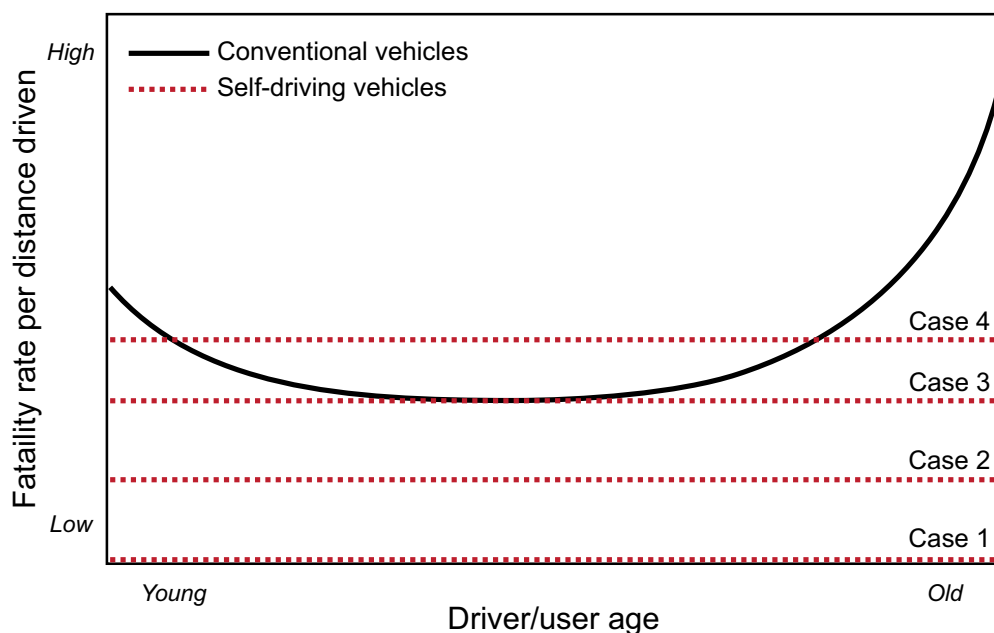 High
Conventional vehicles
Self-driving vehicles
Fataility rate per distance driven
Case 4
Case 3
Case 2
Low
Case 1
Young
Old
Driver/user age